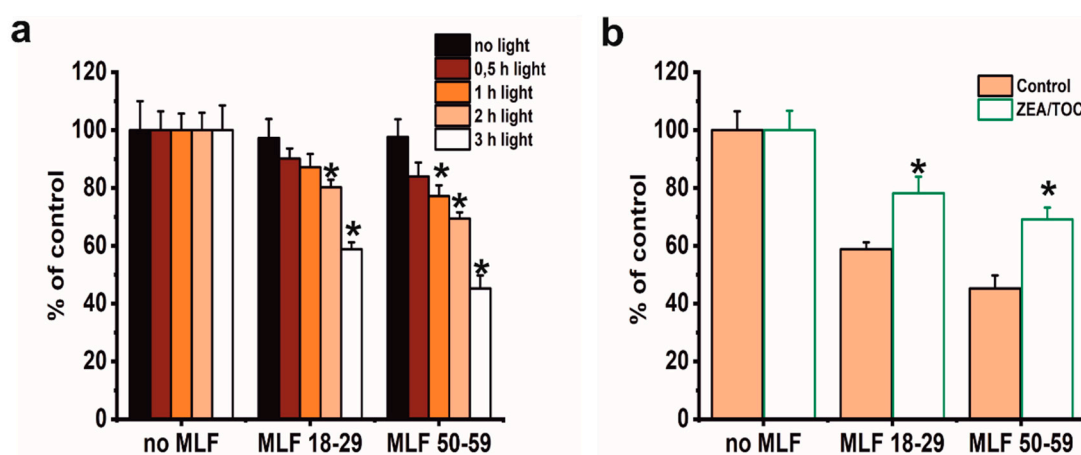 a
no light
0,5 h light
1 h light
2 h light
3 h light
% of control
120
100
80
60
40
20
0
*
*
*
*
*
no MLF
MLF 18-29
MLF 50-59
b
Control
ZEA/TOC
% of control
120
100
80
60
40
20
0
*
*
no MLF
MLF 18-29
MLF 50-59